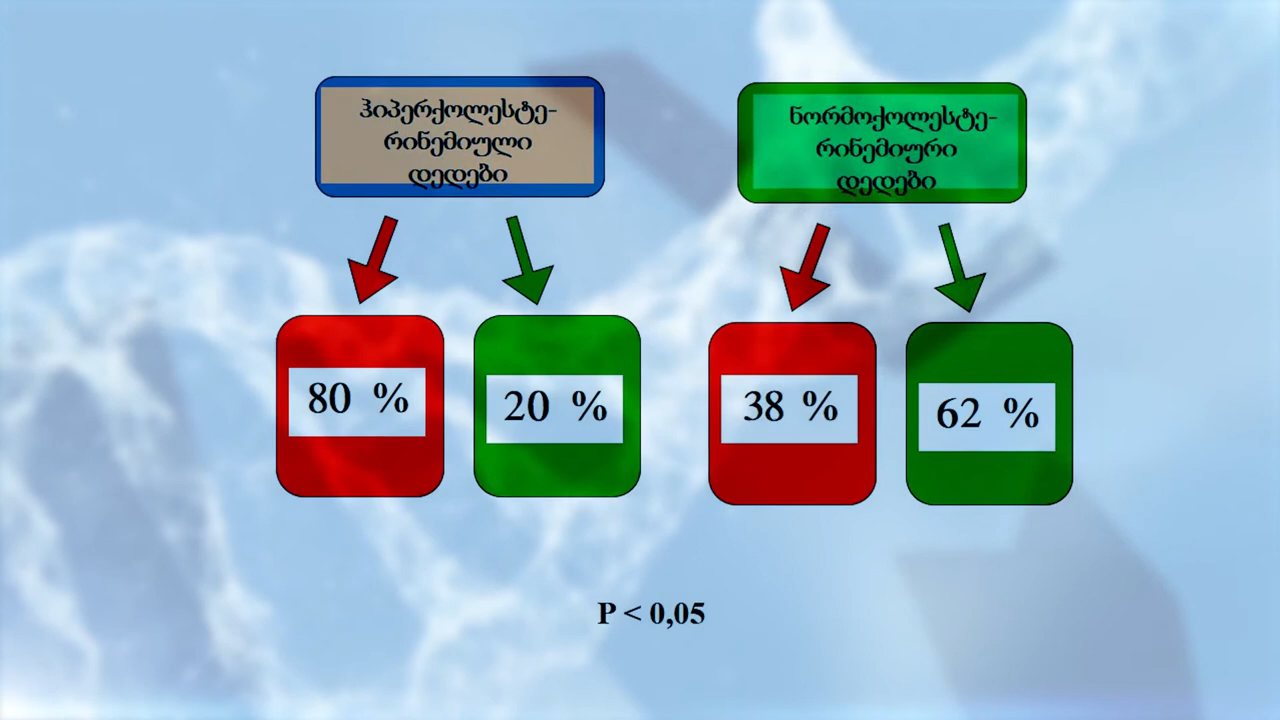 ჰიპერქოლესტე-
რინემიული
დედები
ნორმოქოლესტე-
რინემიური
დედები
80 %
20 %
38 %
62 %
P < 0,05